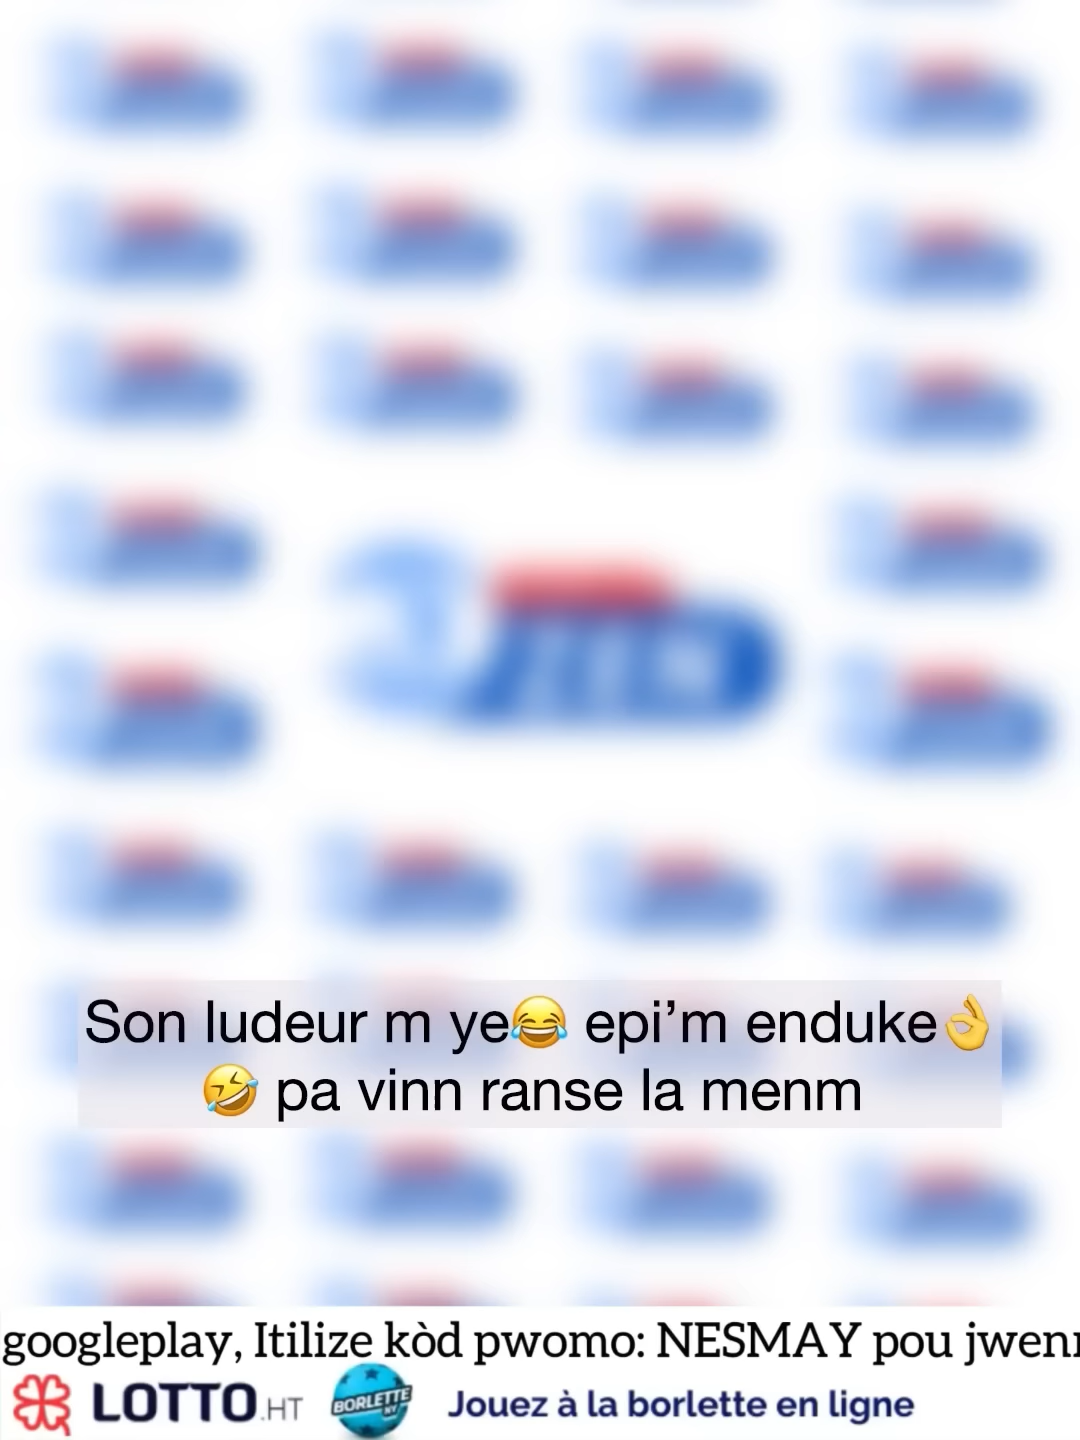 Son ludeur m ye😂 epi’m enduke👌
🤣 pa vinn ranse la menm
googleplay, Itilize kòd pwomo: NESMAY pou jwenn
LOTTO.HT
BORLETTE
NY
Jouez à la borlette en ligne